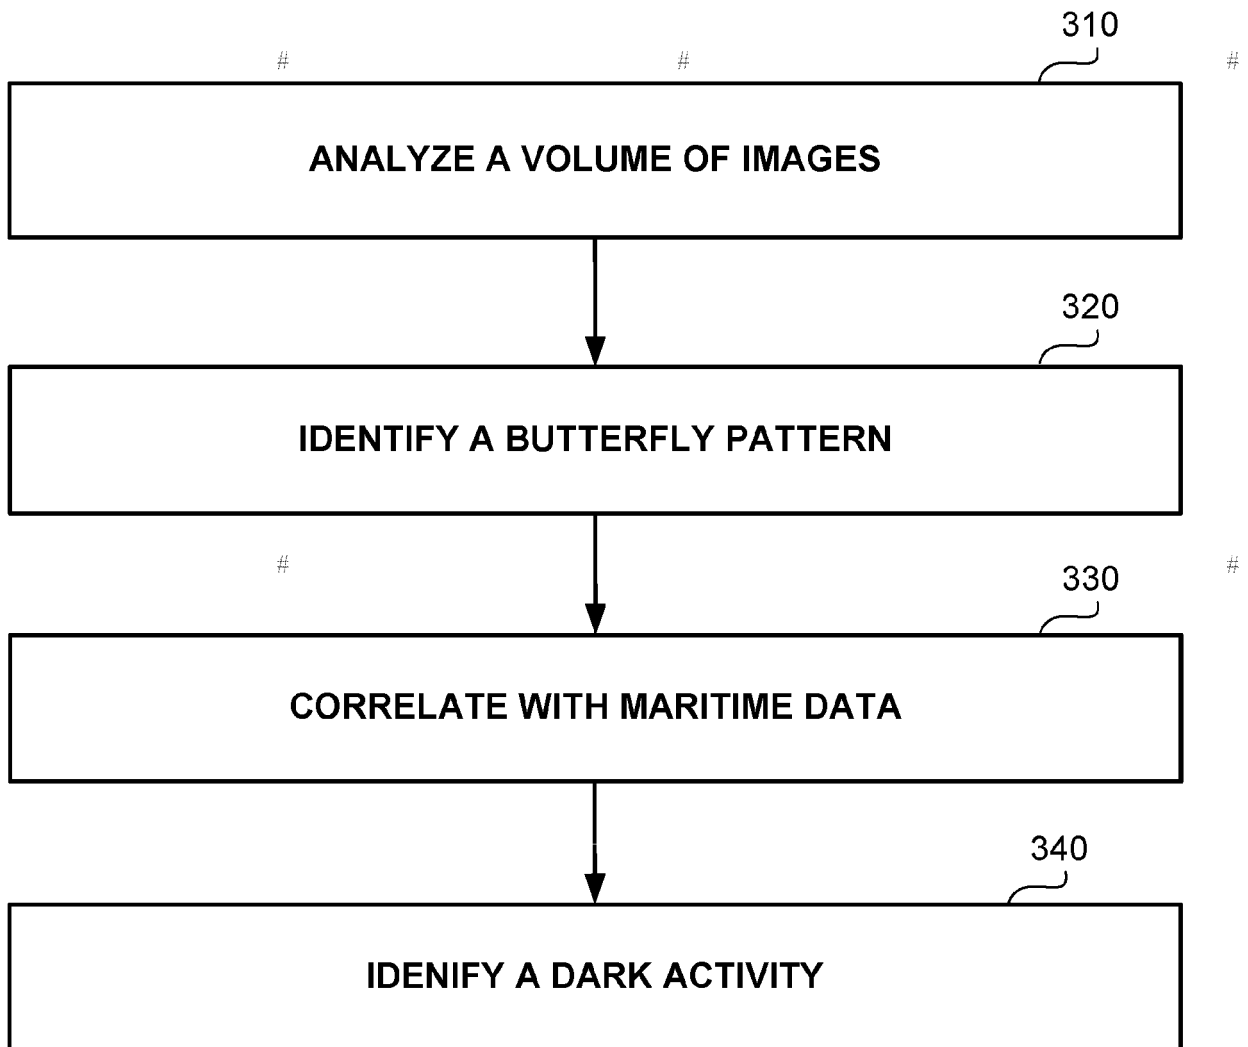 310
# # #
ANALYZE A VOLUME OF IMAGES
320
IDENTIFY A BUTTERFLY PATTERN
# #
330
CORRELATE WITH MARITIME DATA
340
IDENIFY A DARK ACTIVITY